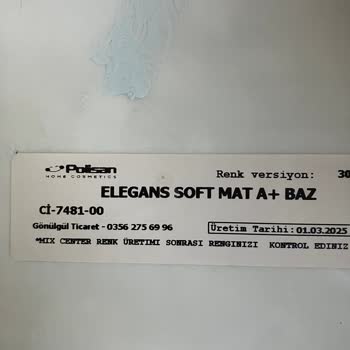 Polisan
HOME COSMETICS
Renk versiyon: 30
ELEGANS SOFT MAT A+ BAZ
Cİ-7481-00
Gönülgül Ticaret - 0356 275 69 96
Üretim Tarihi: 01.03.2025
*MIX CENTER RENK ÜRETIMI SONRASI RENGINIZI KONTROL EDINIZ